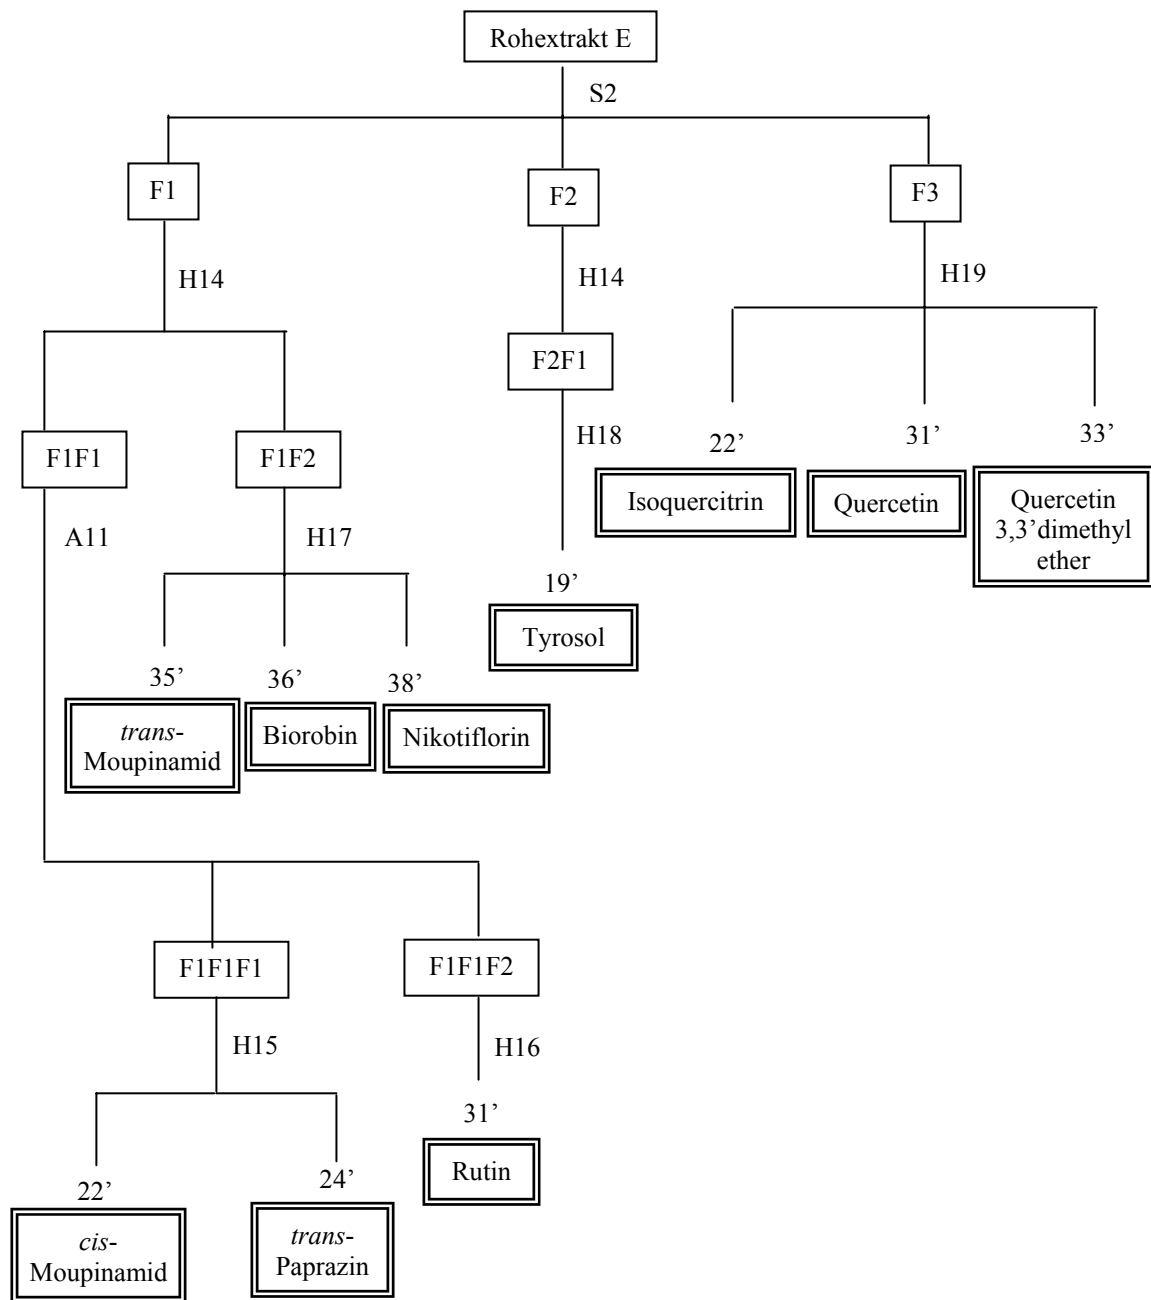 Rohextrakt E
S2
F1
F2
F3
H14
H14
H19
F2F1
F1F1
F1F2
H18
22’
31’
33’
Isoquercitrin
Quercetin
Quercetin
3,3’dimethyl
ether
A11
H17
19’
Tyrosol
35’
36’
38’
trans-
Moupinamid
Biorobin
Nikotiflorin
F1F1F1
F1F1F2
H15
H16
31’
Rutin
22’
24’
cis-
Moupinamid
trans-
Paprazin